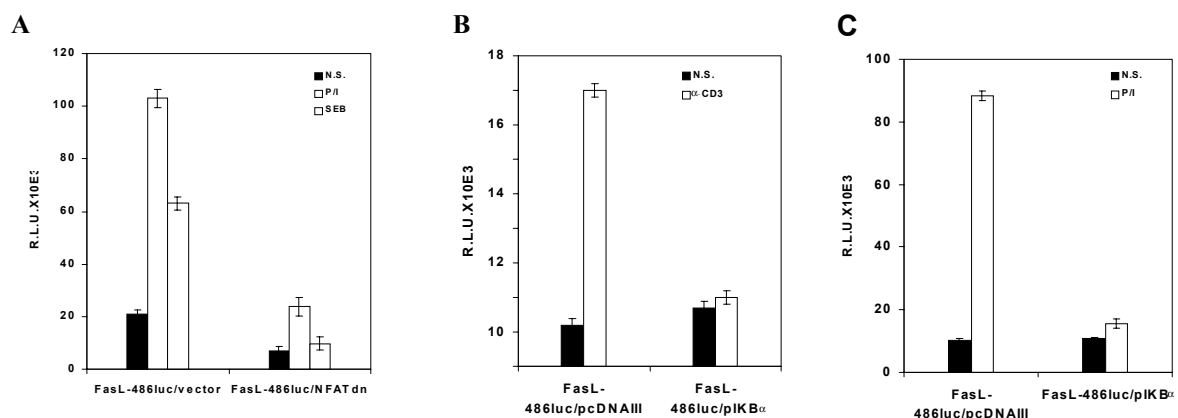 A
120
100
80
60
40
20
0
R.L.U.X10E3
N.S.
P/I
SEB
FasL-486luc/vector
FasL-486luc/NFATdn
B
18
16
14
12
10
R.L.U.X10E3
N.S.
α-CD3
FasL-
486luc/pcDNAIII
FasL-
486luc/pIKBα
C
100
80
60
40
20
0
R.L.U.X10E3
N.S.
P/I
FasL-
486luc/pcDNAIII
FasL-486luc/pIKBα